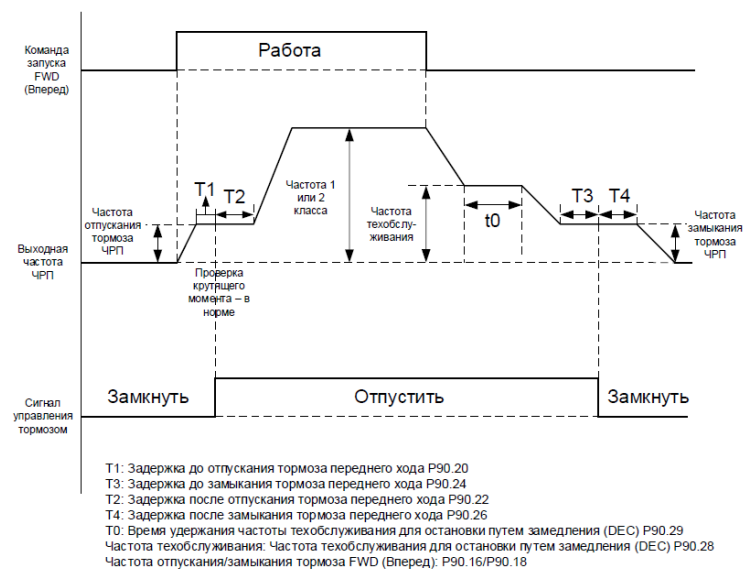 Команда
запуска
FWD
(Вперед)
Работа
T1
T2
Частота
отпускания
тормоза
ЧРП
Частота 1
или 2
класса
Частота
техобслу-
живания
t0
T3
T4
Частота
замыкания
тормоза
ЧРП
Выходная
частота
ЧРП
Проверка
крутящего
момента – в
норме
Сигнал
управления
тормозом
Замкнуть
Отпустить
Замкнуть
T1: Задержка до отпускания тормоза переднего хода P90.20
T3: Задержка до замыкания тормоза переднего хода P90.24
T2: Задержка после отпускания тормоза переднего хода P90.22
T4: Задержка после замыкания тормоза переднего хода P90.26
T0: Время удержания частоты техобслуживания для остановки путем замедления (DEC) P90.29
Частота техобслуживания: Частота техобслуживания для остановки путем замедления (DEC) P90.28
Частота отпускания/замыкания тормоза FWD (Вперед): P90.16/P90.18